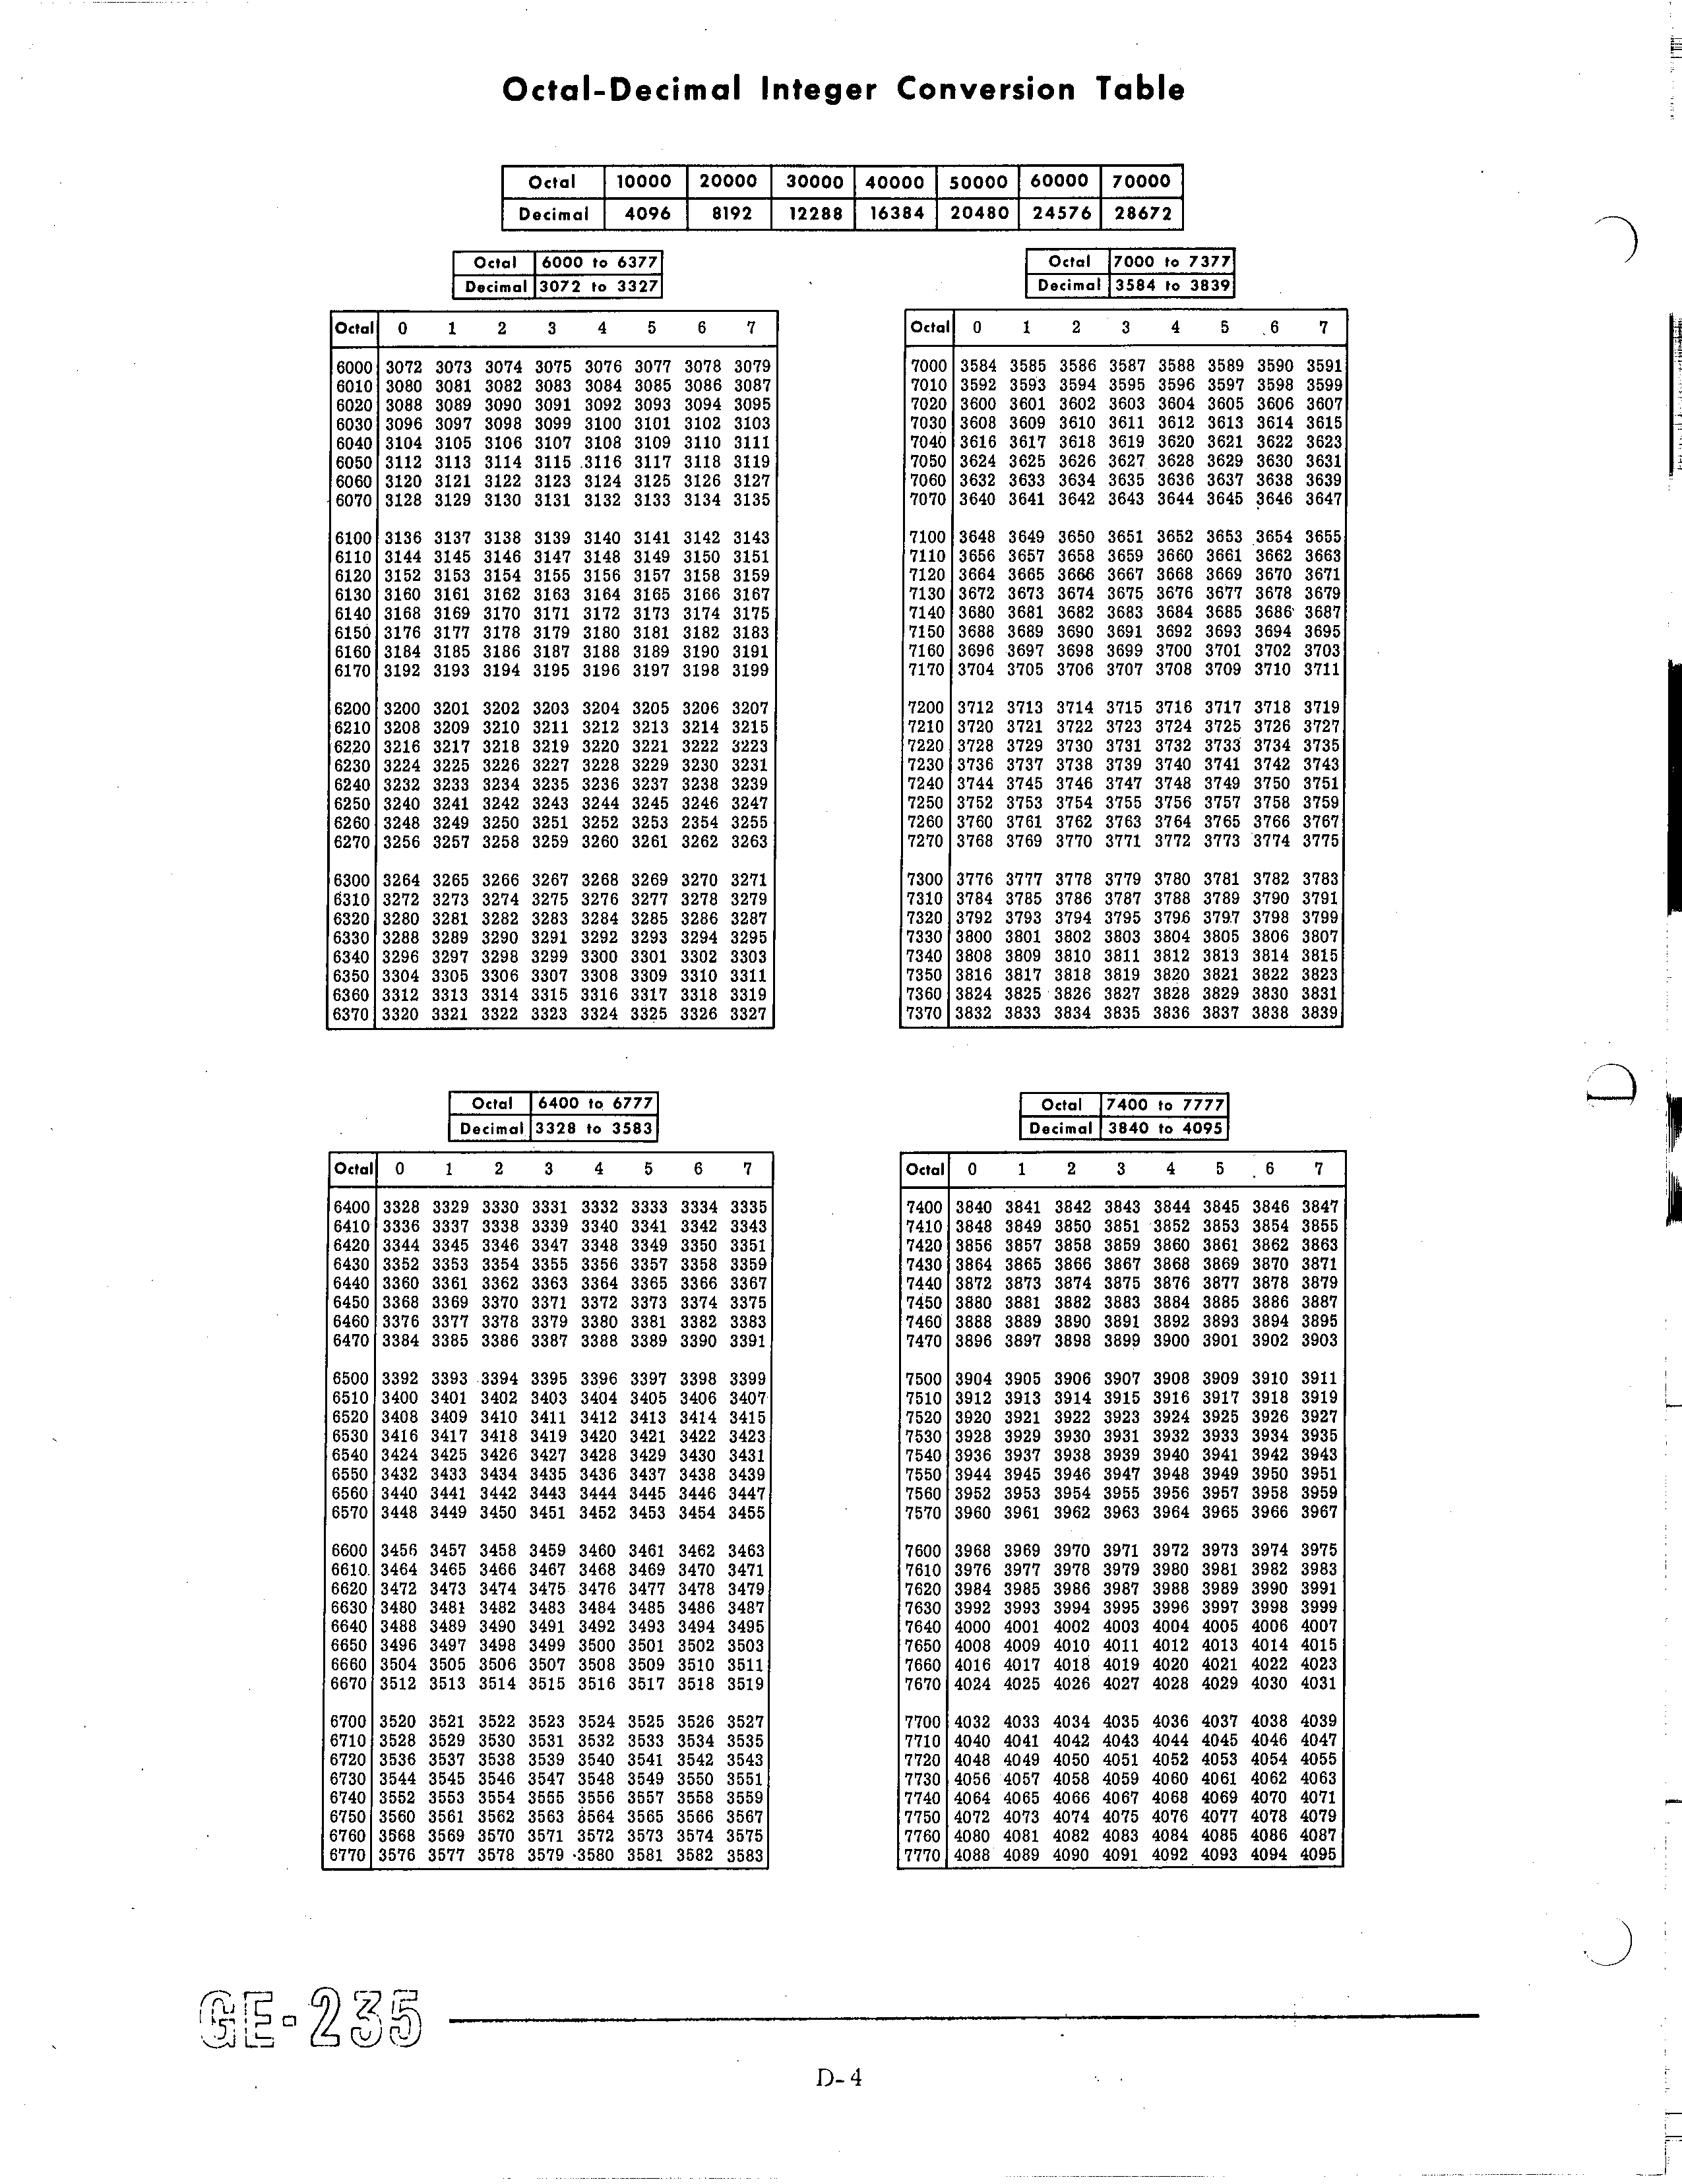 Octal-Decimal Integer Conversion Table
Octal 10000 20000 30000 40000 50000 60000 70000
Decimal 4096 8192 12288 16384 20480 24576 28672
Octal 6000 to 6377
Decimal 3072 to 3327
Octal 0 1 2 3 4 5 6 7
6000 3072 3073 3074 3075 3076 3077 3078 3079
6010 3080 3081 3082 3083 3084 3085 3086 3087
6020 3088 3089 3090 3091 3092 3093 3094 3095
6030 3096 3097 3098 3099 3100 3101 3102 3103
6040 3104 3105 3106 3107 3108 3109 3110 3111
6050 3112 3113 3114 3115 3116 3117 3118 3119
6060 3120 3121 3122 3123 3124 3125 3126 3127
6070 3128 3129 3130 3131 3132 3133 3134 3135
6100 3136 3137 3138 3139 3140 3141 3142 3143
6110 3144 3145 3146 3147 3148 3149 3150 3151
6120 3152 3153 3154 3155 3156 3157 3158 3159
6130 3160 3161 3162 3163 3164 3165 3166 3167
6140 3168 3169 3170 3171 3172 3173 3174 3175
6150 3176 3177 3178 3179 3180 3181 3182 3183
6160 3184 3185 3186 3187 3188 3189 3190 3191
6170 3192 3193 3194 3195 3196 3197 3198 3199
6200 3200 3201 3202 3203 3204 3205 3206 3207
6210 3208 3209 3210 3211 3212 3213 3214 3215
6220 3216 3217 3218 3219 3220 3221 3222 3223
6230 3224 3225 3226 3227 3228 3229 3230 3231
6240 3232 3233 3234 3235 3236 3237 3238 3239
6250 3240 3241 3242 3243 3244 3245 3246 3247
6260 3248 3249 3250 3251 3252 3253 2354 3255
6270 3256 3257 3258 3259 3260 3261 3262 3263
6300 3264 3265 3266 3267 3268 3269 3270 3271
6310 3272 3273 3274 3275 3276 3277 3278 3279
6320 3280 3281 3282 3283 3284 3285 3286 3287
6330 3288 3289 3290 3291 3292 3293 3294 3295
6340 3296 3297 3298 3299 3300 3301 3302 3303
6350 3304 3305 3306 3307 3308 3309 3310 3311
6360 3312 3313 3314 3315 3316 3317 3318 3319
6370 3320 3321 3322 3323 3324 3325 3326 3327
Octal 7000 to 7377
Decimal 3584 to 3839
Octal 0 1 2 3 4 5 6 7
7000 3584 3585 3586 3587 3588 3589 3590 3591
7010 3592 3593 3594 3595 3596 3597 3598 3599
7020 3600 3601 3602 3603 3604 3605 3606 3607
7030 3608 3609 3610 3611 3612 3613 3614 3615
7040 3616 3617 3618 3619 3620 3621 3622 3623
7050 3624 3625 3626 3627 3628 3629 3630 3631
7060 3632 3633 3634 3635 3636 3637 3638 3639
7070 3640 3641 3642 3643 3644 3645 3646 3647
7100 3648 3649 3650 3651 3652 3653 3654 3655
7110 3656 3657 3658 3659 3660 3661 3662 3663
7120 3664 3665 3666 3667 3668 3669 3670 3671
7130 3672 3673 3674 3675 3676 3677 3678 3679
7140 3680 3681 3682 3683 3684 3685 3686 3687
7150 3688 3689 3690 3691 3692 3693 3694 3695
7160 3696 3697 3698 3699 3700 3701 3702 3703
7170 3704 3705 3706 3707 3708 3709 3710 3711
7200 3712 3713 3714 3715 3716 3717 3718 3719
7210 3720 3721 3722 3723 3724 3725 3726 3727
7220 3728 3729 3730 3731 3732 3733 3734 3735
7230 3736 3737 3738 3739 3740 3741 3742 3743
7240 3744 3745 3746 3747 3748 3749 3750 3751
7250 3752 3753 3754 3755 3756 3757 3758 3759
7260 3760 3761 3762 3763 3764 3765 3766 3767
7270 3768 3769 3770 3771 3772 3773 3774 3775
7300 3776 3777 3778 3779 3780 3781 3782 3783
7310 3784 3785 3786 3787 3788 3789 3790 3791
7320 3792 3793 3794 3795 3796 3797 3798 3799
7330 3800 3801 3802 3803 3804 3805 3806 3807
7340 3808 3809 3810 3811 3812 3813 3814 3815
7350 3816 3817 3818 3819 3820 3821 3822 3823
7360 3824 3825 3826 3827 3828 3829 3830 3831
7370 3832 3833 3834 3835 3836 3837 3838 3839
Octal 6400 to 6777
Decimal 3328 to 3583
Octal 0 1 2 3 4 5 6 7
6400 3328 3329 3330 3331 3332 3333 3334 3335
6410 3336 3337 3338 3339 3340 3341 3342 3343
6420 3344 3345 3346 3347 3348 3349 3350 3351
6430 3352 3353 3354 3355 3356 3357 3358 3359
6440 3360 3361 3362 3363 3364 3365 3366 3367
6450 3368 3369 3370 3371 3372 3373 3374 3375
6460 3376 3377 3378 3379 3380 3381 3382 3383
6470 3384 3385 3386 3387 3388 3389 3390 3391
6500 3392 3393 3394 3395 3396 3397 3398 3399
6510 3400 3401 3402 3403 3404 3405 3406 3407
6520 3408 3409 3410 3411 3412 3413 3414 3415
6530 3416 3417 3418 3419 3420 3421 3422 3423
6540 3424 3425 3426 3427 3428 3429 3430 3431
6550 3432 3433 3434 3435 3436 3437 3438 3439
6560 3440 3441 3442 3443 3444 3445 3446 3447
6570 3448 3449 3450 3451 3452 3453 3454 3455
6600 3456 3457 3458 3459 3460 3461 3462 3463
6610 3464 3465 3466 3467 3468 3469 3470 3471
6620 3472 3473 3474 3475 3476 3477 3478 3479
6630 3480 3481 3482 3483 3484 3485 3486 3487
6640 3488 3489 3490 3491 3492 3493 3494 3495
6650 3496 3497 3498 3499 3500 3501 3502 3503
6660 3504 3505 3506 3507 3508 3509 3510 3511
6670 3512 3513 3514 3515 3516 3517 3518 3519
6700 3520 3521 3522 3523 3524 3525 3526 3527
6710 3528 3529 3530 3531 3532 3533 3534 3535
6720 3536 3537 3538 3539 3540 3541 3542 3543
6730 3544 3545 3546 3547 3548 3549 3550 3551
6740 3552 3553 3554 3555 3556 3557 3558 3559
6750 3560 3561 3562 3563 3564 3565 3566 3567
6760 3568 3569 3570 3571 3572 3573 3574 3575
6770 3576 3577 3578 3579 3580 3581 3582 3583
Octal 7400 to 7777
Decimal 3840 to 4095
Octal 0 1 2 3 4 5 6 7
7400 3840 3841 3842 3843 3844 3845 3846 3847
7410 3848 3849 3850 3851 3852 3853 3854 3855
7420 3856 3857 3858 3859 3860 3861 3862 3863
7430 3864 3865 3866 3867 3868 3869 3870 3871
7440 3872 3873 3874 3875 3876 3877 3878 3879
7450 3880 3881 3882 3883 3884 3885 3886 3887
7460 3888 3889 3890 3891 3892 3893 3894 3895
7470 3896 3897 3898 3899 3900 3901 3902 3903
7500 3904 3905 3906 3907 3908 3909 3910 3911
7510 3912 3913 3914 3915 3916 3917 3918 3919
7520 3920 3921 3922 3923 3924 3925 3926 3927
7530 3928 3929 3930 3931 3932 3933 3934 3935
7540 3936 3937 3938 3939 3940 3941 3942 3943
7550 3944 3945 3946 3947 3948 3949 3950 3951
7560 3952 3953 3954 3955 3956 3957 3958 3959
7570 3960 3961 3962 3963 3964 3965 3966 3967
7600 3968 3969 3970 3971 3972 3973 3974 3975
7610 3976 3977 3978 3979 3980 3981 3982 3983
7620 3984 3985 3986 3987 3988 3989 3990 3991
7630 3992 3993 3994 3995 3996 3997 3998 3999
7640 4000 4001 4002 4003 4004 4005 4006 4007
7650 4008 4009 4010 4011 4012 4013 4014 4015
7660 4016 4017 4018 4019 4020 4021 4022 4023
7670 4024 4025 4026 4027 4028 4029 4030 4031
7700 4032 4033 4034 4035 4036 4037 4038 4039
7710 4040 4041 4042 4043 4044 4045 4046 4047
7720 4048 4049 4050 4051 4052 4053 4054 4055
7730 4056 4057 4058 4059 4060 4061 4062 4063
7740 4064 4065 4066 4067 4068 4069 4070 4071
7750 4072 4073 4074 4075 4076 4077 4078 4079
7760 4080 4081 4082 4083 4084 4085 4086 4087
7770 4088 4089 4090 4091 4092 4093 4094 4095
GE-235
D-4